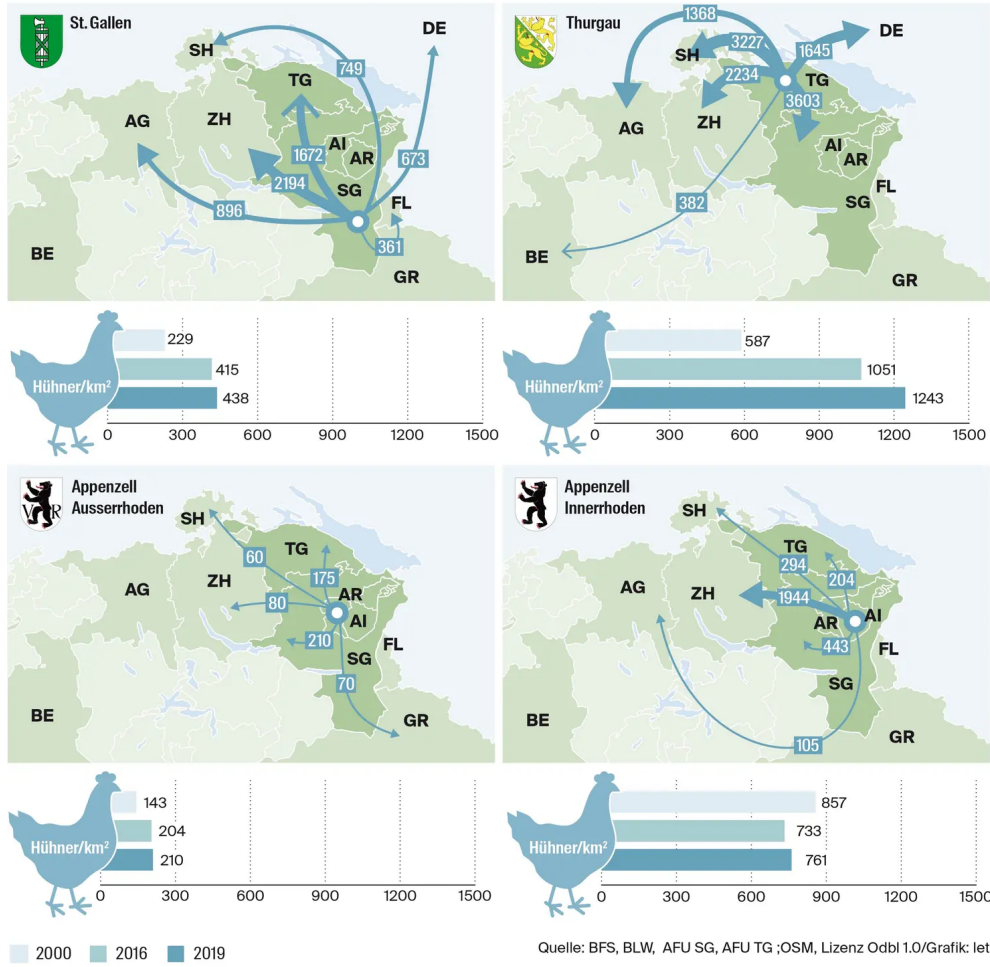 St. Gallen
DE
SH
749
TG
AG
ZH
AI
1672
AR
673
2194
SG
FL
896
361
BE
GR
Hühner/km²
229
415
438
0 300 600 900 1200 1500
Thurgau
1368
DE
SH
3227
1645
2234
TG
3603
AG
ZH
AI
AR
FL
382
SG
BE
GR
Hühner/km²
587
1051
1243
0 300 600 900 1200 1500
Appenzell
Ausserrhoden
V R
SH
60
TG
175
AG
ZH
AR
80
AI
210
FL
SG
70
BE
GR
Hühner/km²
143
204
210
0 300 600 900 1200 1500
Appenzell
Innerrhoden
SH
TG
294
204
AG
ZH
1944
AI
AR
443
FL
SG
BE
105
GR
Hühner/km²
857
733
761
0 300 600 900 1200 1500
2000 2016 2019
Quelle: BFS, BLW, AFU SG, AFU TG ;OSM, Lizenz Odbl 1.0/Grafik: let